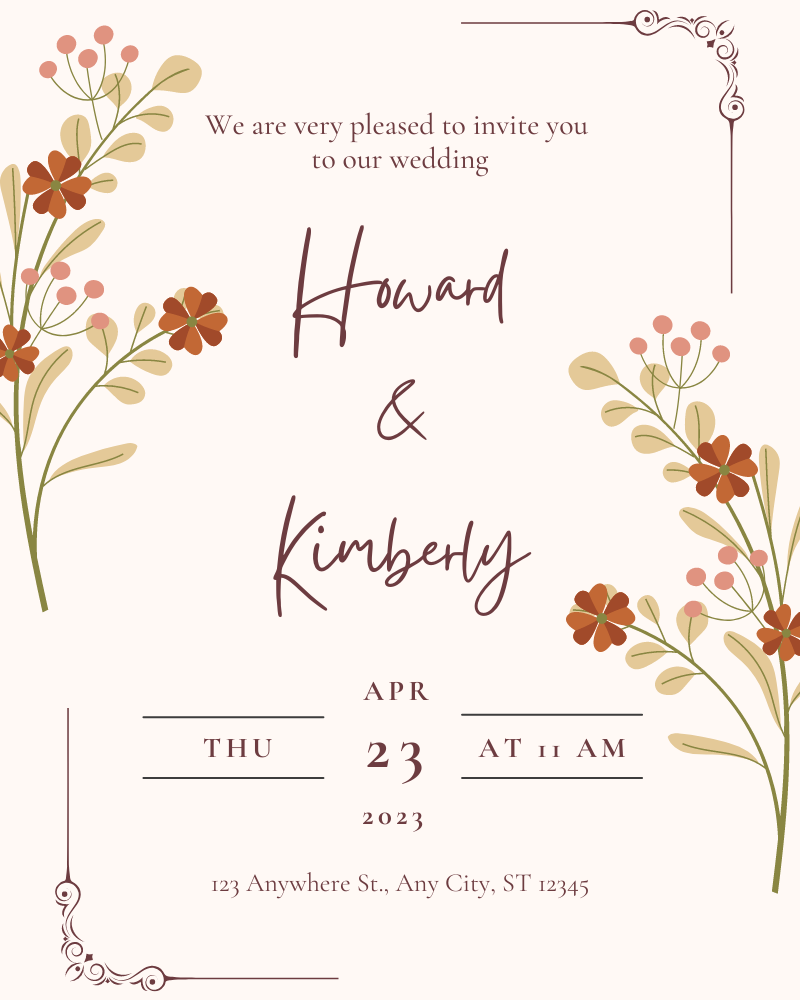 We are very pleased to invite you
to our wedding
Howard
&
Kimberly
APR
THU
23
AT 11 AM
2023
123 Anywhere St., Any City, ST 12345